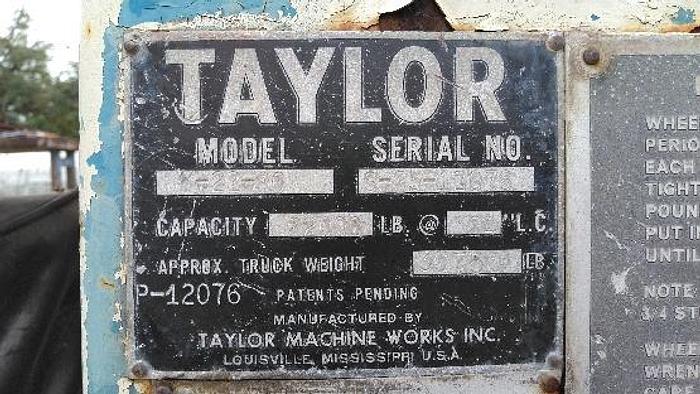 TAYLOR
MODEL SERIAL NO.
CAPACITY LB. @ "L.C.
APPROX. TRUCK WEIGHT LB.
P-12076 PATENTS PENDING
MANUFACTURED BY
TAYLOR MACHINE WORKS INC.
LOUISVILLE, MISSISSIPPI U.S.A.
WHEE
PERIO
EACH
TIGHT
POUN
PUT IN
UNTIL
NOTE
3/4 ST
WHEE
WREN